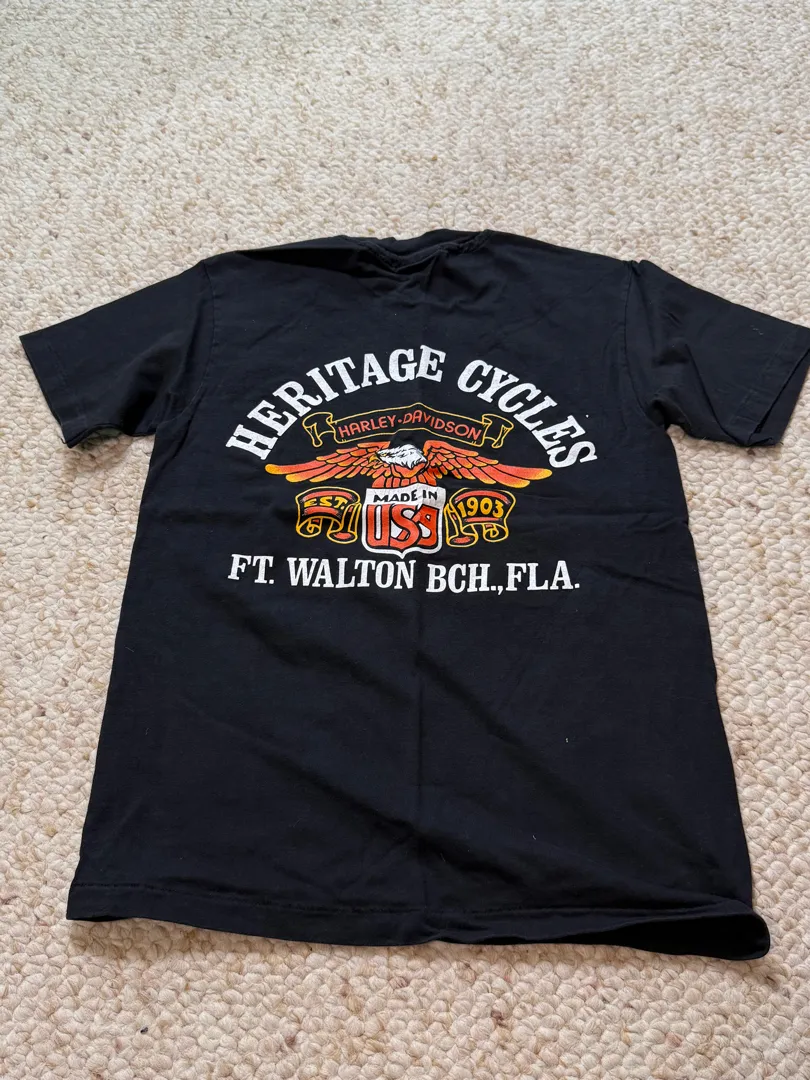 HERITAGE CYCLES
HARLEY-DAVIDSON
EST. 1903
MADE IN
USA
FT. WALTON BCH.,FLA.